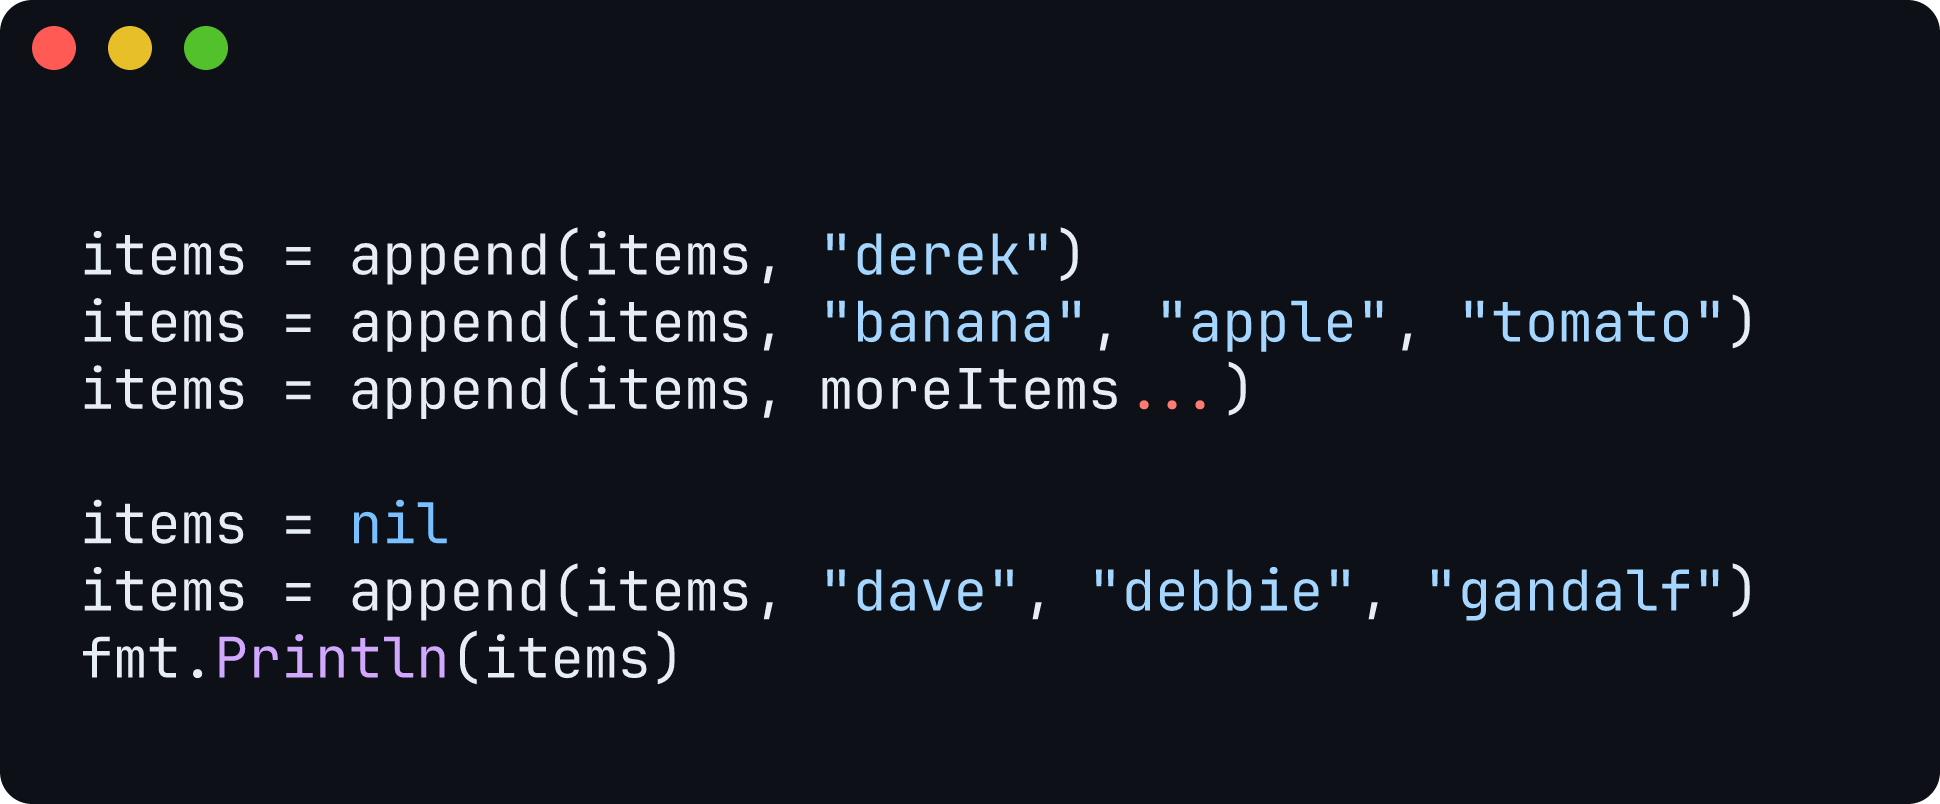 items = append(items, "derek")
items = append(items, "banana", "apple", "tomato")
items = append(items, moreItems...)
items = nil
items = append(items, "dave", "debbie", "gandalf")
fmt.Println(items)